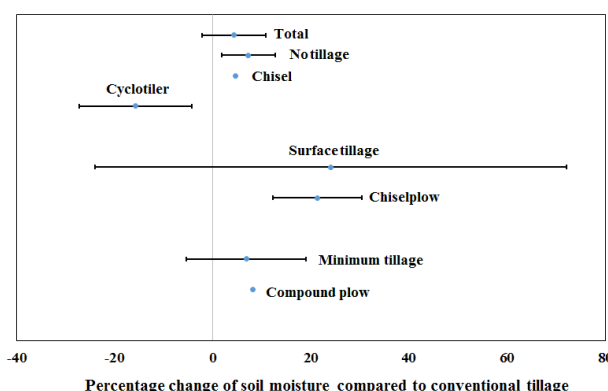 Total
No tillage
Chisel
Cyclotiler
Surface tillage
Chiselplow
Minimum tillage
Compound plow
-40 -20 0 20 40 60 80
Percentage change of soil moisture compared to conventional tillage